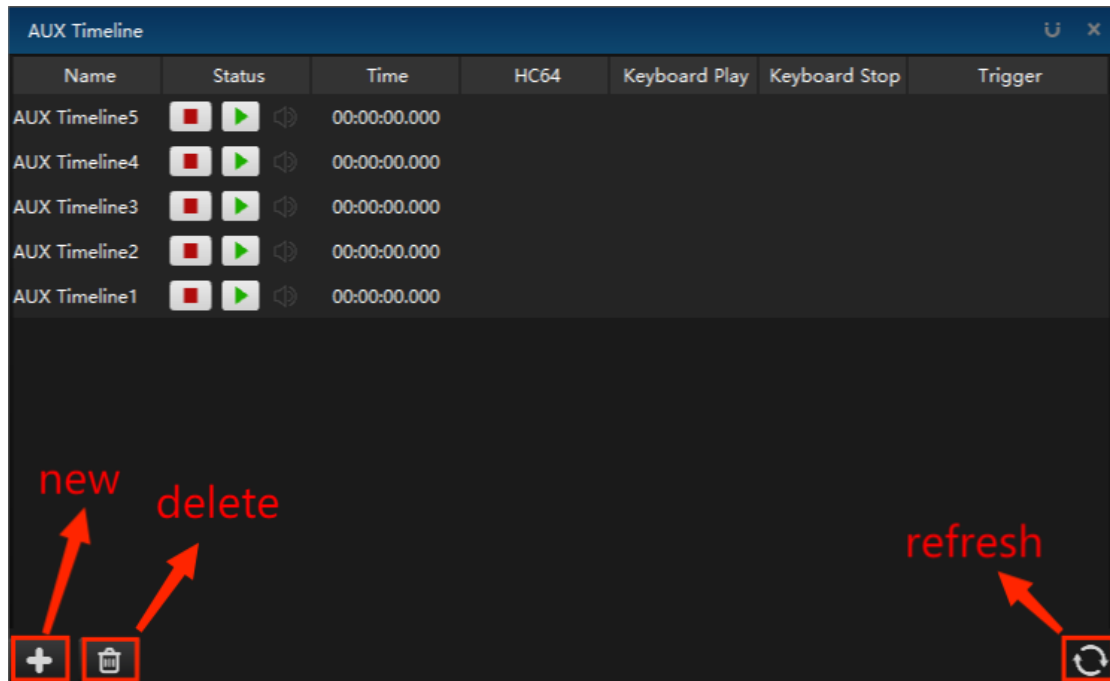 AUX Timeline
Name Status Time HC64 Keyboard Play Keyboard Stop Trigger
AUX Timeline5 00:00:00.000
AUX Timeline4 00:00:00.000
AUX Timeline3 00:00:00.000
AUX Timeline2 00:00:00.000
AUX Timeline1 00:00:00.000
new
delete
refresh